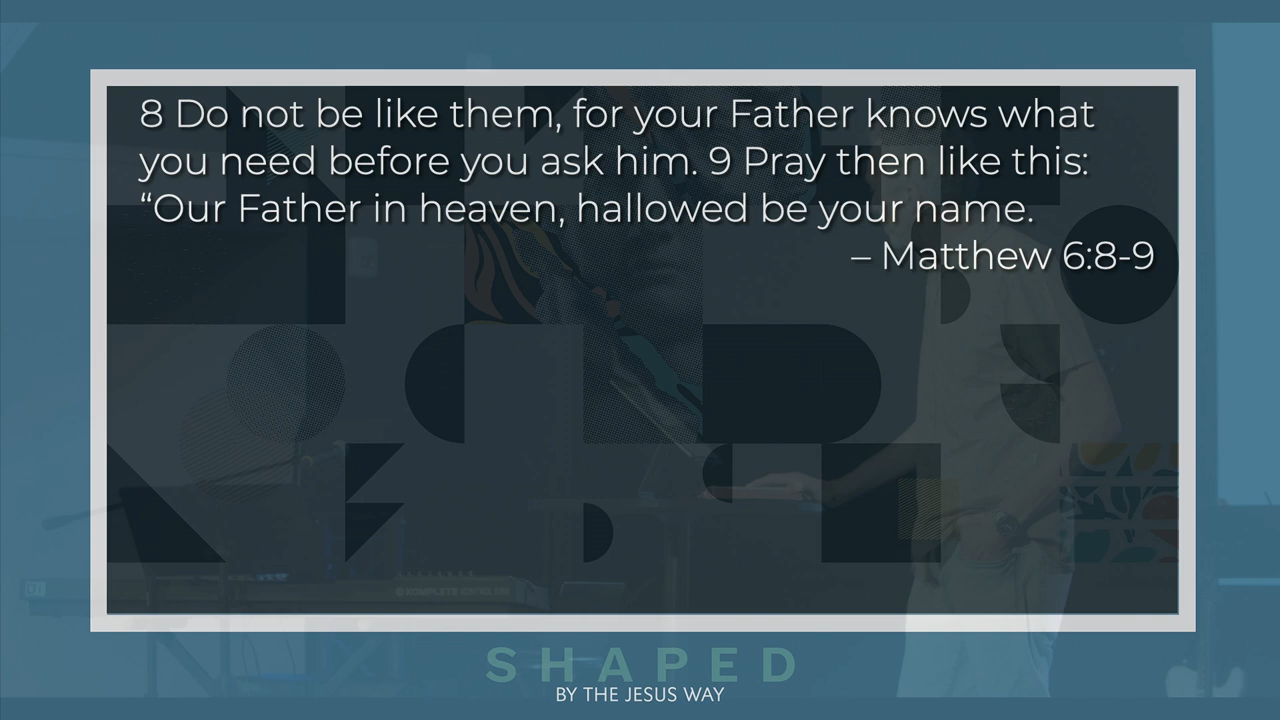 8 Do not be like them, for your Father knows what
you need before you ask him. 9 Pray then like this:
“Our Father in heaven, hallowed be your name.
– Matthew 6:8-9
KOMPLETE
SHAPED
BY THE JESUS WAY